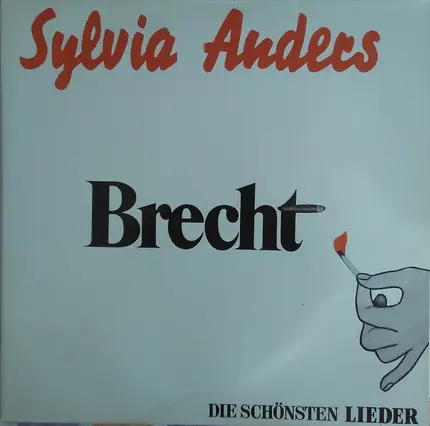 Sylvia Anders
Brecht
DIE SCHÖNSTEN LIEDER